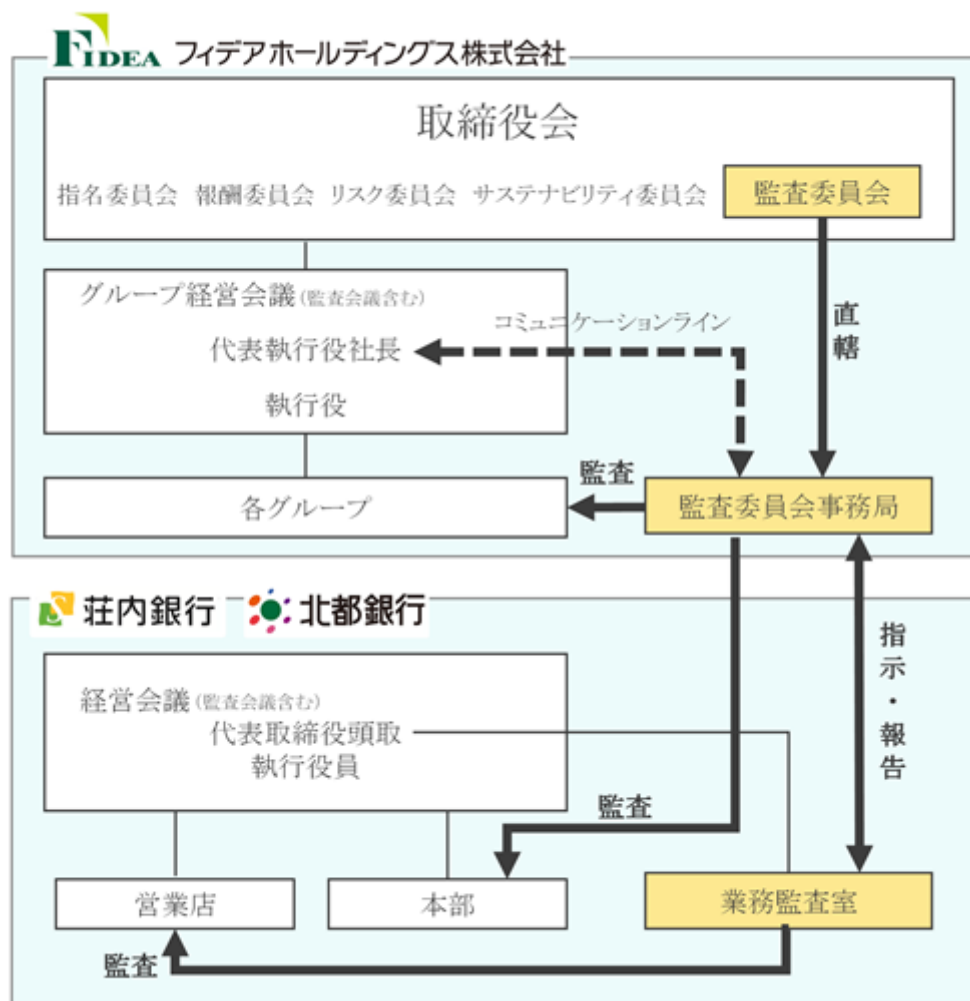 FIDEA フィデアホールディングス株式会社
取締役会
指名委員会 報酬委員会 リスク委員会 サステナビリティ委員会 監査委員会
グループ経営会議(監査会議含む)
コミュニケーションライン
直轄
代表執行役社長
執行役
監査
各グループ
監査委員会事務局
荘内銀行 北都銀行
指示・報告
経営会議(監査会議含む)
代表取締役頭取
執行役員
監査
営業店
本部
業務監査室
監査